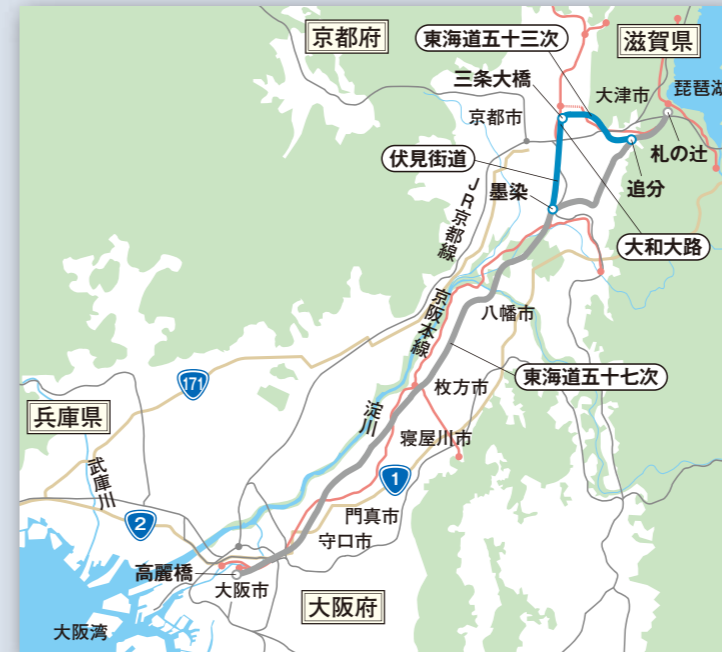 京都府
東海道五十三次
滋賀県
三条大橋
大津市
琵琶湖
京都市
札の辻
伏見街道
追分
墨染
JR京都線
大和大路
京阪本線
八幡市
東海道五十七次
171
枚方市
兵庫県
淀川
寝屋川市
武庫川
1
2
門真市
守口市
高麗橋
大阪市
大阪府
大阪湾